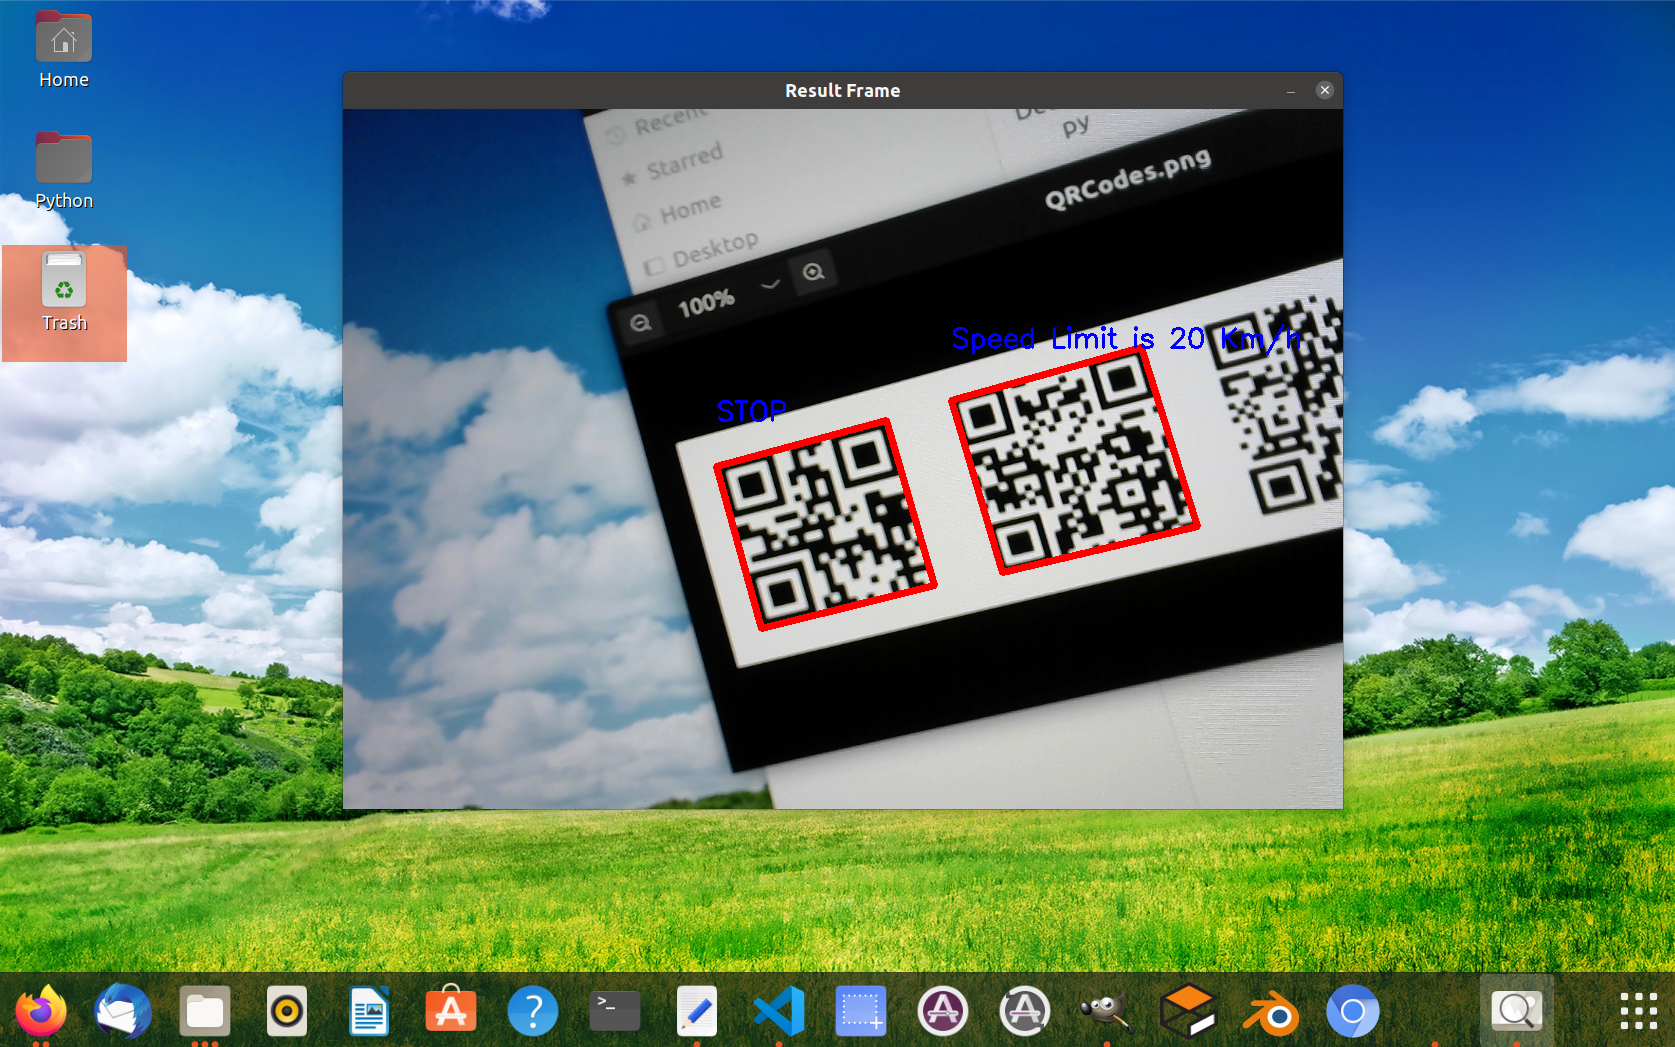 Home
Python
Trash
Result Frame
Recent
Starred
Home
Desktop
py
QRCodes.png
100%
Speed Limit is 20 Km/h
STOP